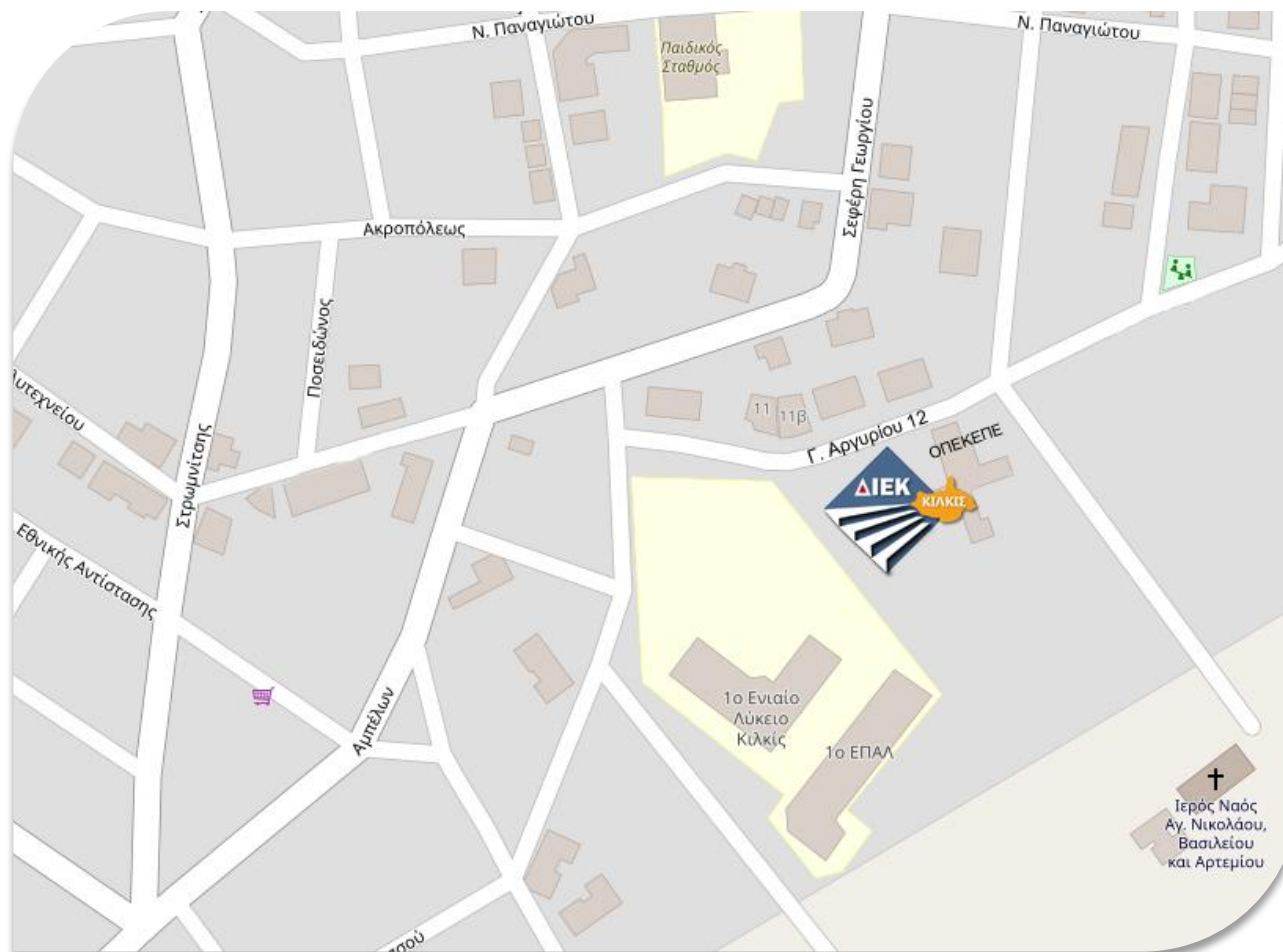 Ν. Παναγιώτου
Ν. Παναγιώτου
Παιδικός
Σταθμός
Σεφέρη Γεωργίου
Ακροπόλεως
Ποσειδώνος
Στρωμνίτσης
11
11β
Γ. Αργυρίου 12
ΟΠΕΚΕΠΕ
ΔΙΕΚ
ΚΙΛΚΙΣ
Εθνικής Αντίστασης
Αμπέλων
1ο Ενιαίο
Λύκειο
Κιλκίς
1ο ΕΠΑΛ
Ιερός Ναός
Αγ. Νικολάου,
Βασιλείου
και Αρτεμίου